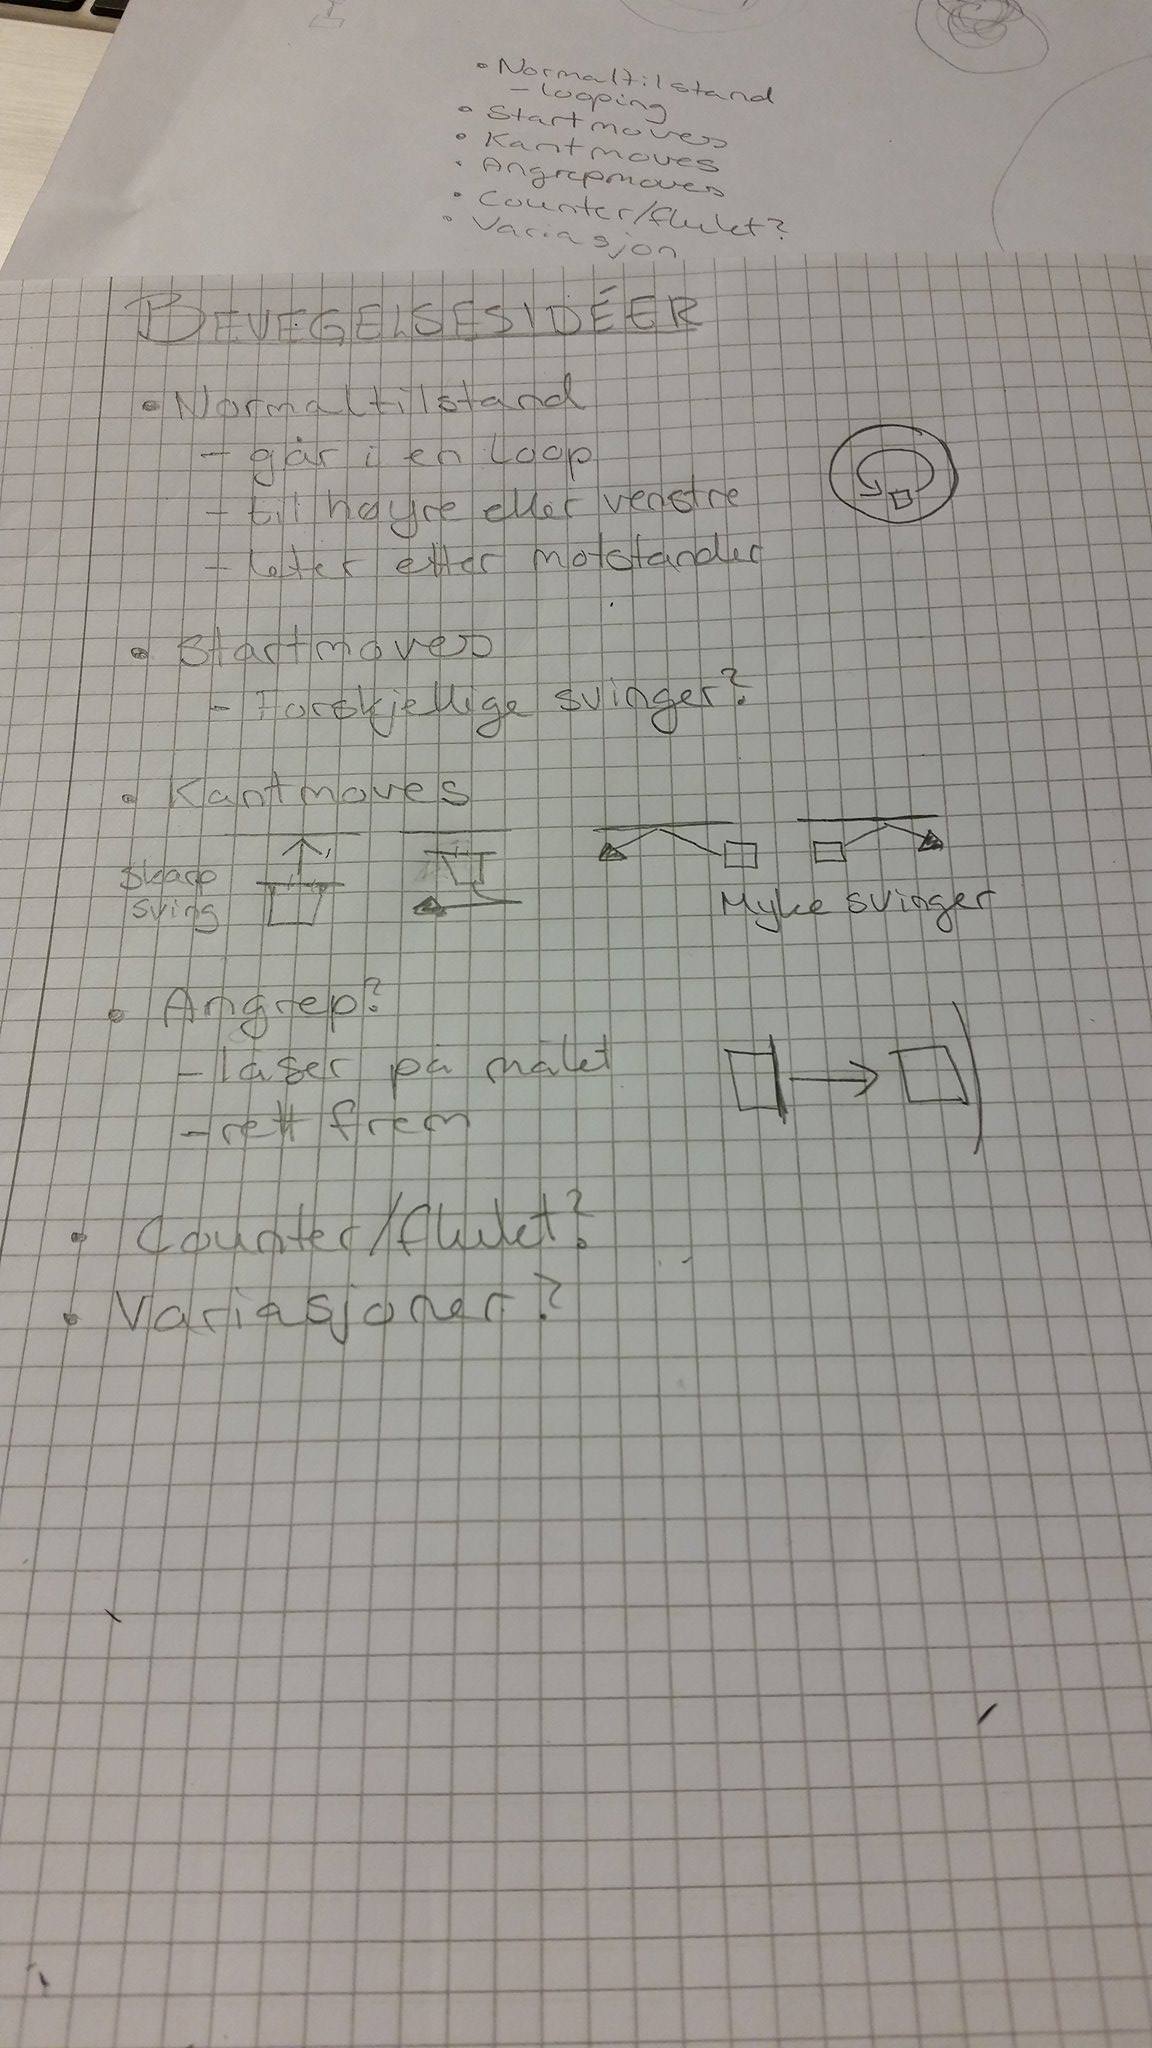 • Normaltilstand
- looping
• Startmoves
• Kantmoves
• Angrepmoves
• Counter/flukt?
• Variasjon
BEVEGELSESIDÉER
• Normaltilstand
- går i en loop
- til høyre eller venstre
- leter etter motstander
• Startmoves
- Forskjellige svinger?
• Kantmoves
Skarp
sving
Myke svinger
• Angrep?
- låser på målet
- rett frem
• Counter/flukt?
• Variasjoner?